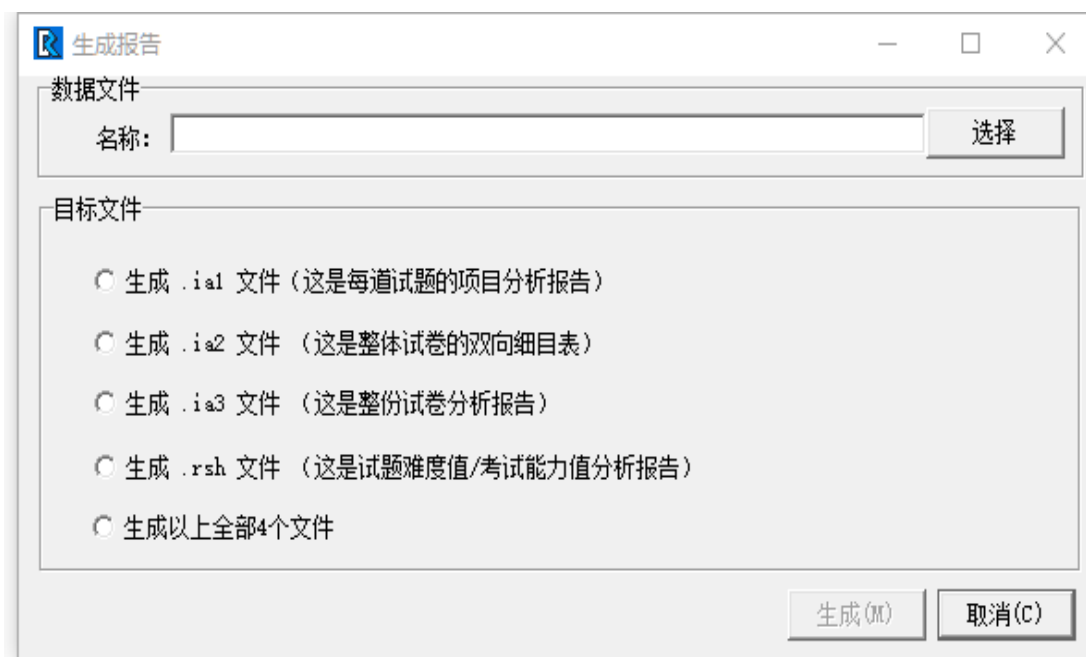 生成报告
数据文件
名称:
选择
目标文件
生成 .ia1 文件(这是每道试题的项目分析报告)
生成 .ia2 文件 (这是整体试卷的双向细目表)
生成 .ia3 文件 (这是整份试卷分析报告)
生成 .rsh 文件 (这是试题难度值/考试能力值分析报告)
生成以上全部4个文件
生成(M) 取消(C)